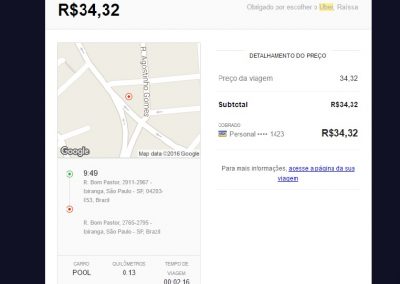 R$34,32
Obrigado por escolher o Uber, Raissa
R. Agostinho Gomes
Google
Map data ©2016 Google
9:49
R. Bom Pastor, 2911-2967 -
Ipiranga, São Paulo - SP, 04203-
053, Brazil
R. Bom Pastor, 2765-2795 -
Ipiranga, São Paulo - SP, Brazil
CARRO
POOL
QUILÔMETROS
0.13
TEMPO DE
VIAGEM
00:02:16
DETALHAMENTO DO PREÇO
Preço da viagem 34,32
Subtotal R$34,32
COBRADO
Personal •••• 1423 R$34,32
Para mais informações, acesse a página da sua
viagem